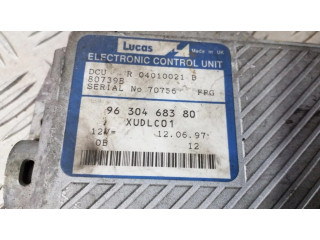 Lucas Made in UK
ELECTRONIC CONTROL UNIT
DCU R 04010021 D
80739B
SERIAL No 70756
96 304 683 80
XUDLC01
12V= 12.06.97
08 12